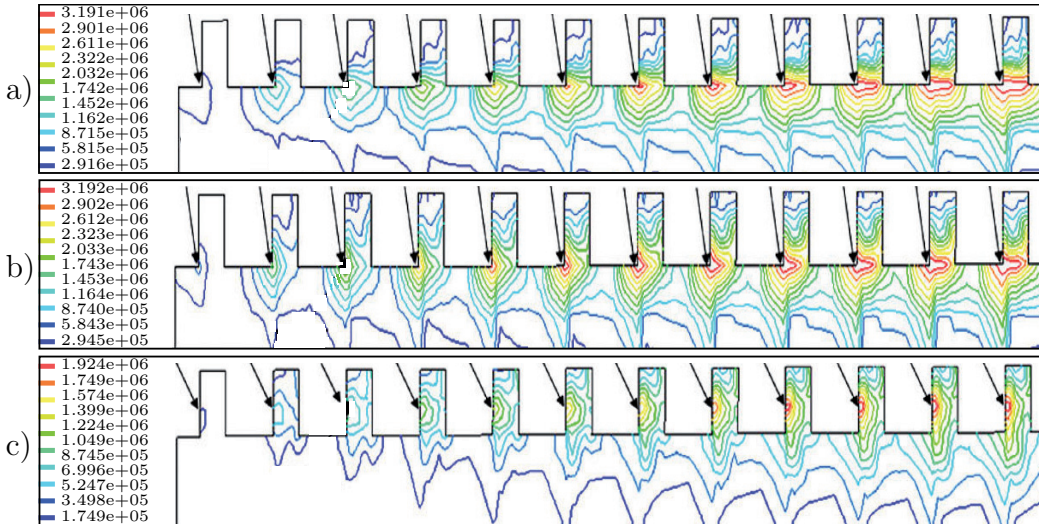 3.191e+06
2.901e+06
2.611e+06
2.322e+06
2.032e+06
1.742e+06
1.452e+06
1.162e+06
8.715e+05
5.815e+05
2.916e+05
a)
3.192e+06
2.902e+06
2.612e+06
2.323e+06
2.033e+06
1.743e+06
1.453e+06
1.164e+06
8.740e+05
5.843e+05
2.945e+05
b)
1.924e+06
1.749e+06
1.574e+06
1.399e+06
1.224e+06
1.049e+06
8.745e+05
6.996e+05
5.247e+05
3.498e+05
1.749e+05
c)